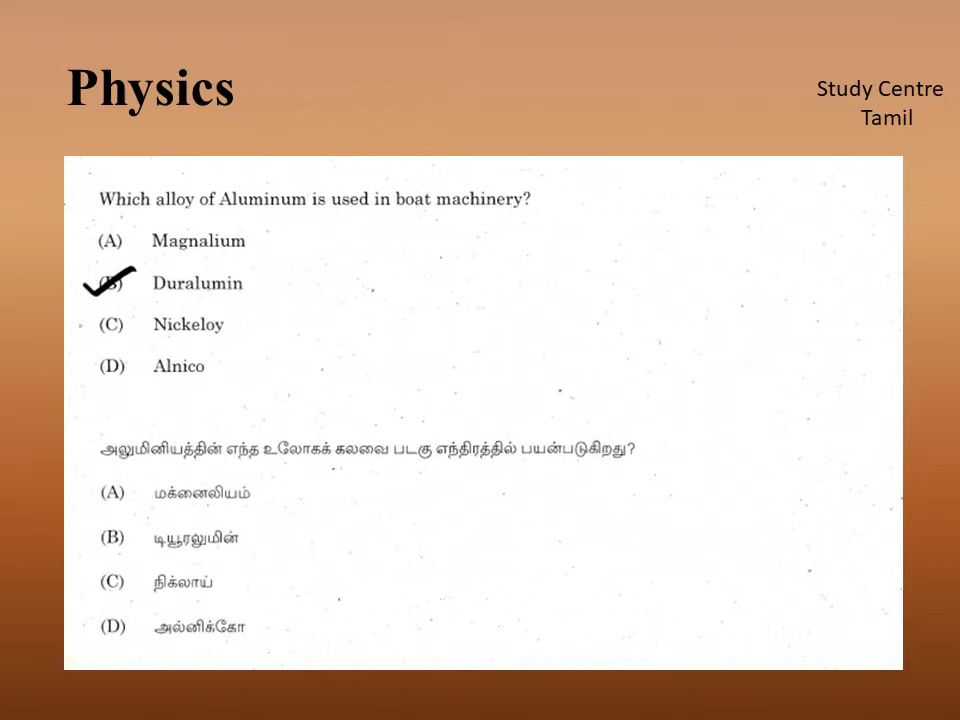 Physics
Study Centre
Tamil
Which alloy of Aluminum is used in boat machinery?
(A) Magnalium
(B) Duralumin
(C) Nickeloy
(D) Alnico
அலுமினியத்தின் எந்த உலோகக் கலவை படகு எந்திரத்தில் பயன்படுகிறது?
(A) மக்னைலியம்
(B) டியூரலுமின்
(C) நிக்லாய்
(D) அல்னிக்கோ